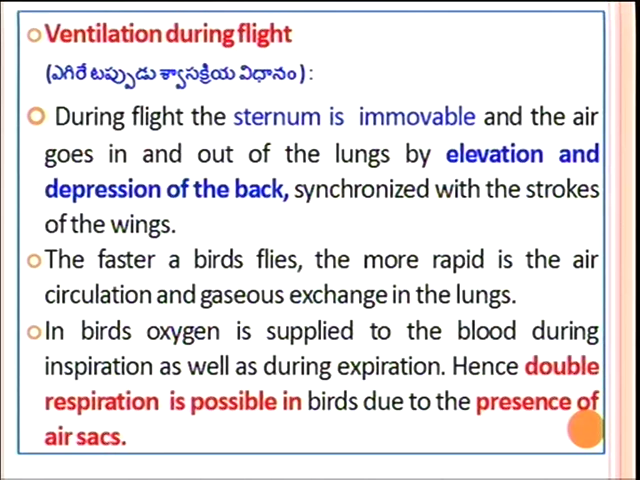 Ventilation during flight
(ఎగిరేటప్పుడు శ్వాసక్రియ విధానం) :
During flight the sternum is immovable and the air
goes in and out of the lungs by elevation and
depression of the back, synchronized with the strokes
of the wings.
The faster a birds flies, the more rapid is the air
circulation and gaseous exchange in the lungs.
In birds oxygen is supplied to the blood during
inspiration as well as during expiration. Hence double
respiration is possible in birds due to the presence of
air sacs.